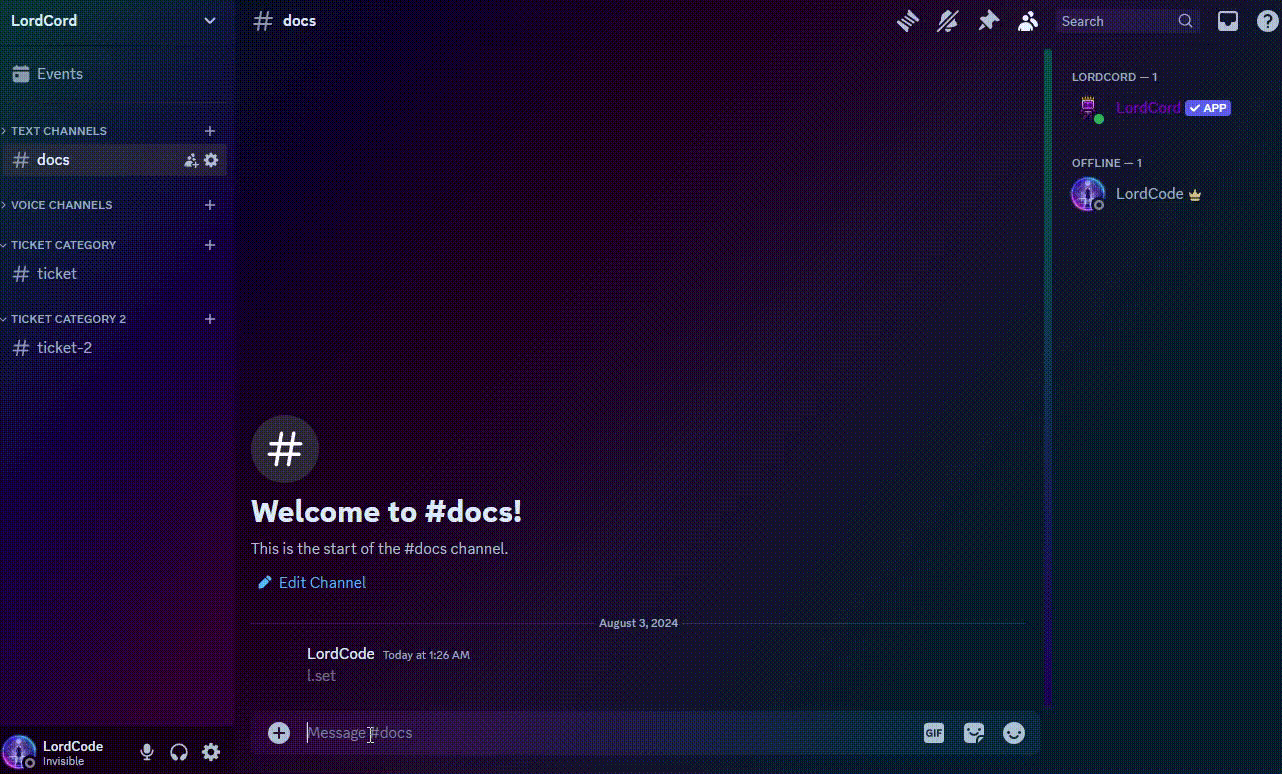 LordCord
Events
TEXT CHANNELS
docs
VOICE CHANNELS
TICKET CATEGORY
ticket
TICKET CATEGORY 2
ticket-2
LordCode
Invisible
# docs
Search
Welcome to #docs!
This is the start of the #docs channel.
Edit Channel
August 3, 2024
LordCode Today at 1:26 AM
l.set
Message #docs
GIF
LORDCORD — 1
LordCord APP
OFFLINE — 1
LordCode